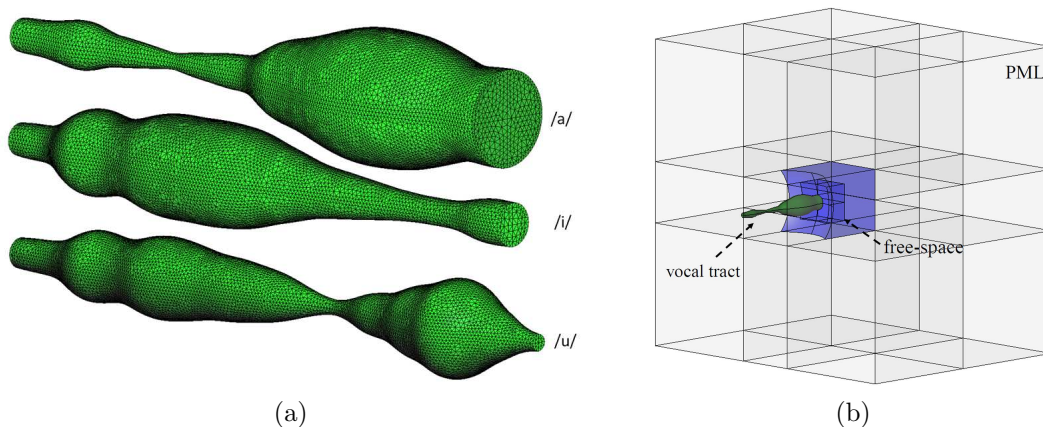 /a/
/i/
/u/
(a)
PML
free-space
vocal tract
(b)